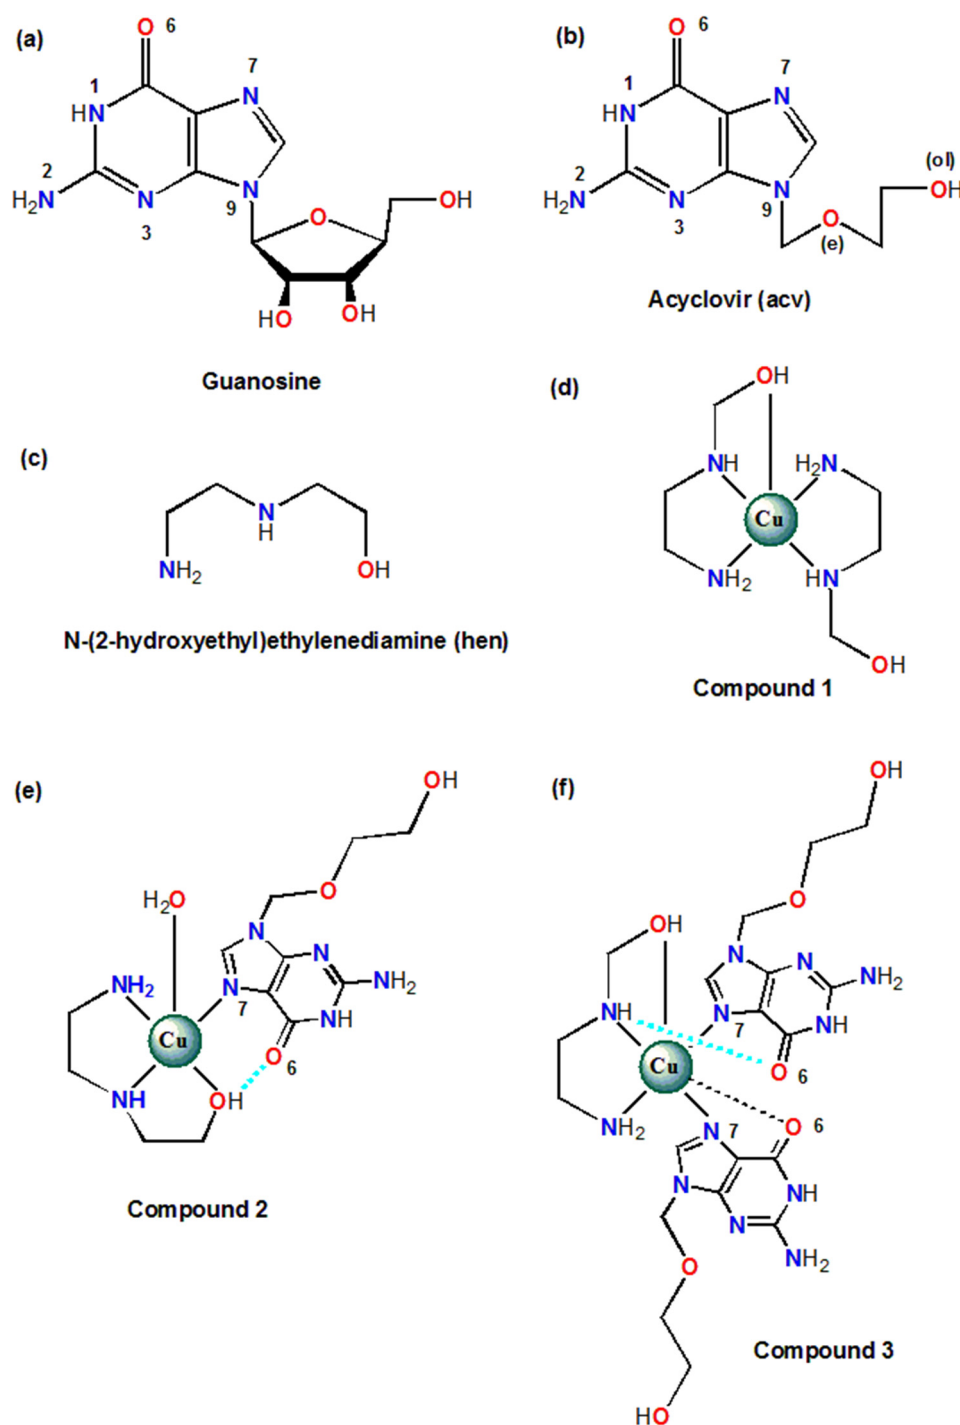 (a)
O 6
7
1
N
HN
2
H₂N
N
3
N
9
O
OH
HO
OH
Guanosine
(b)
O 6
7
1
N
HN
2
H₂N
N
3
N
9
(ol)
OH
O
(e)
Acyclovir (acv)
(c)
N
H
NH₂
OH
N-(2-hydroxyethyl)ethylenediamine (hen)
(d)
OH
NH
H₂N
Cu
NH₂
HN
OH
Compound 1
(e)
OH
H₂O
O
N
N
NH₂
NH₂
N
7
NH
Cu
O
6
NH
OH
Compound 2
(f)
OH
O
OH
N
N
NH₂
NH
N
7
NH
Cu
O
6
NH₂
N
7
O 6
N
NH
N
NH₂
O
HO
Compound 3